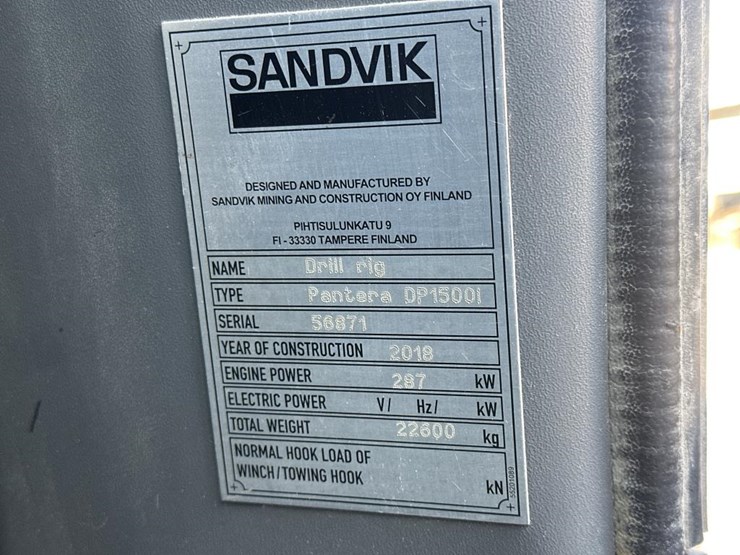 SANDVIK
DESIGNED AND MANUFACTURED BY
SANDVIK MINING AND CONSTRUCTION OY FINLAND
PIHTISULUNKATU 9
FI - 33330 TAMPERE FINLAND
NAME Drill rig
TYPE Pantera DP1500i
SERIAL 56871
YEAR OF CONSTRUCTION 2018
ENGINE POWER 287 kW
ELECTRIC POWER V/ Hz/ kW
TOTAL WEIGHT 22600 kg
NORMAL HOOK LOAD OF
WINCH/TOWING HOOK kN